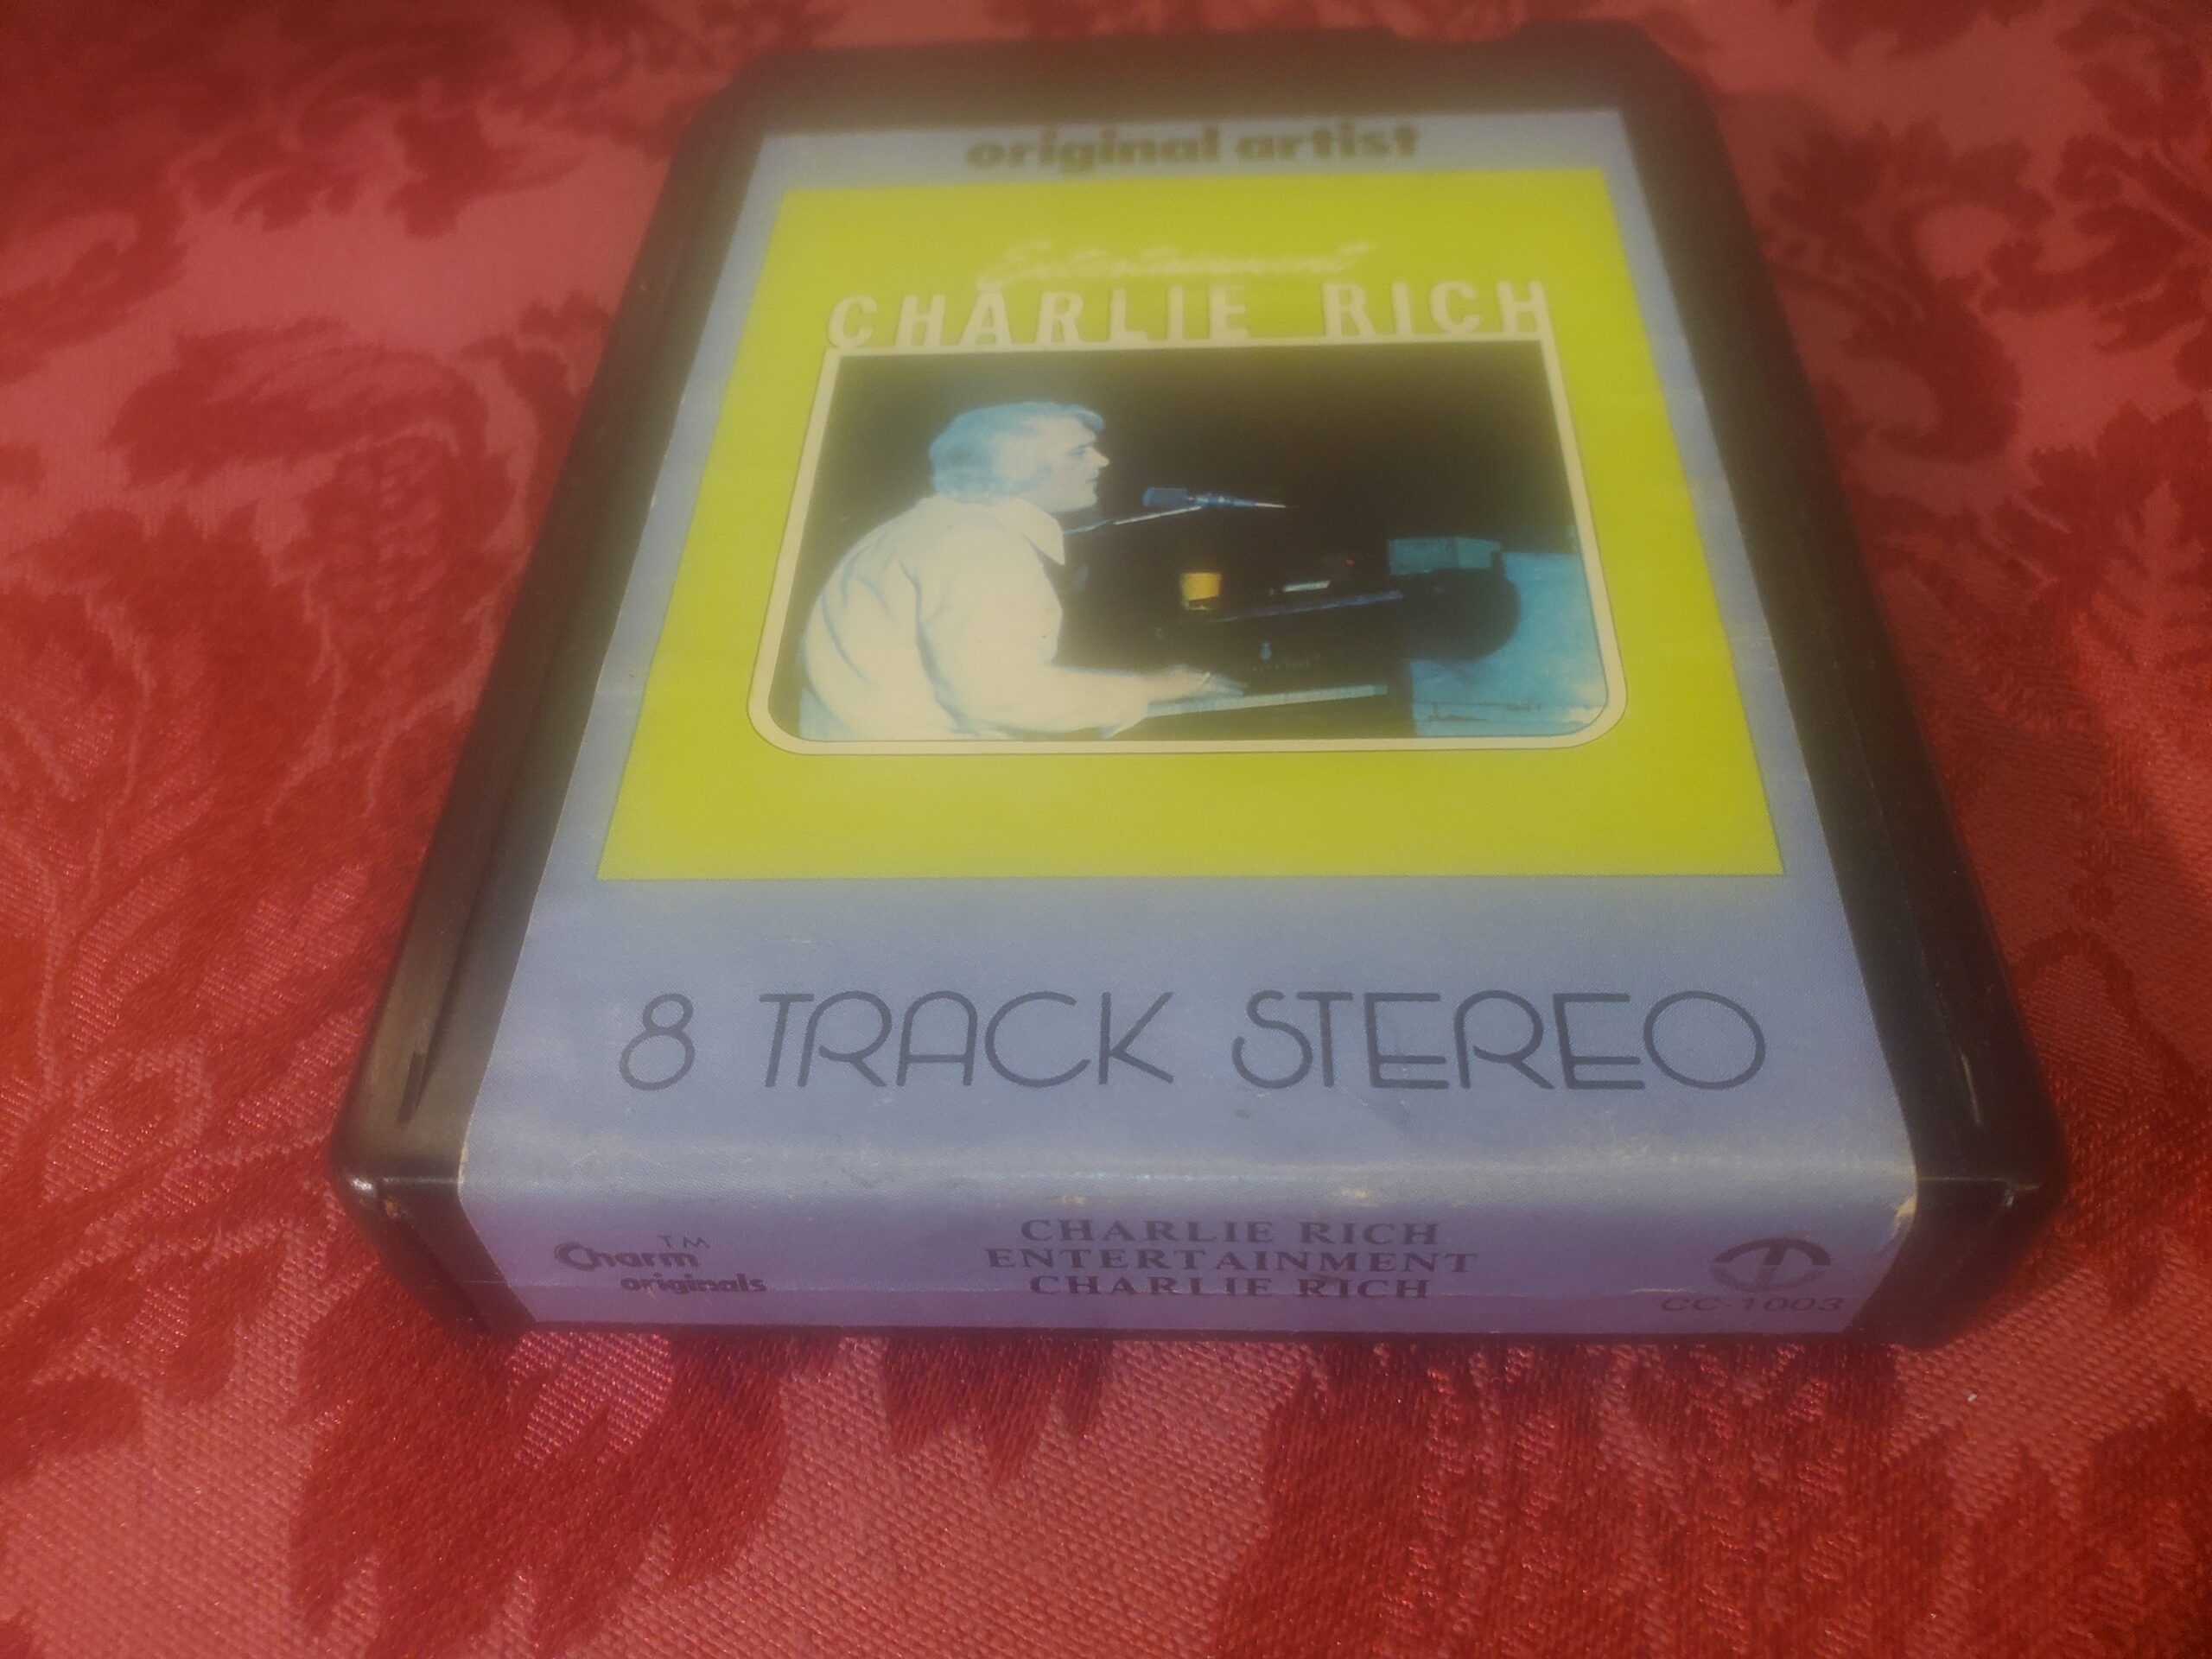 original artist
Entertainment
CHARLIE RICH
8 TRACK STEREO
Charm TM
originals
CHARLIE RICH
ENTERTAINMENT
CHARLIE RICH
CC-1003